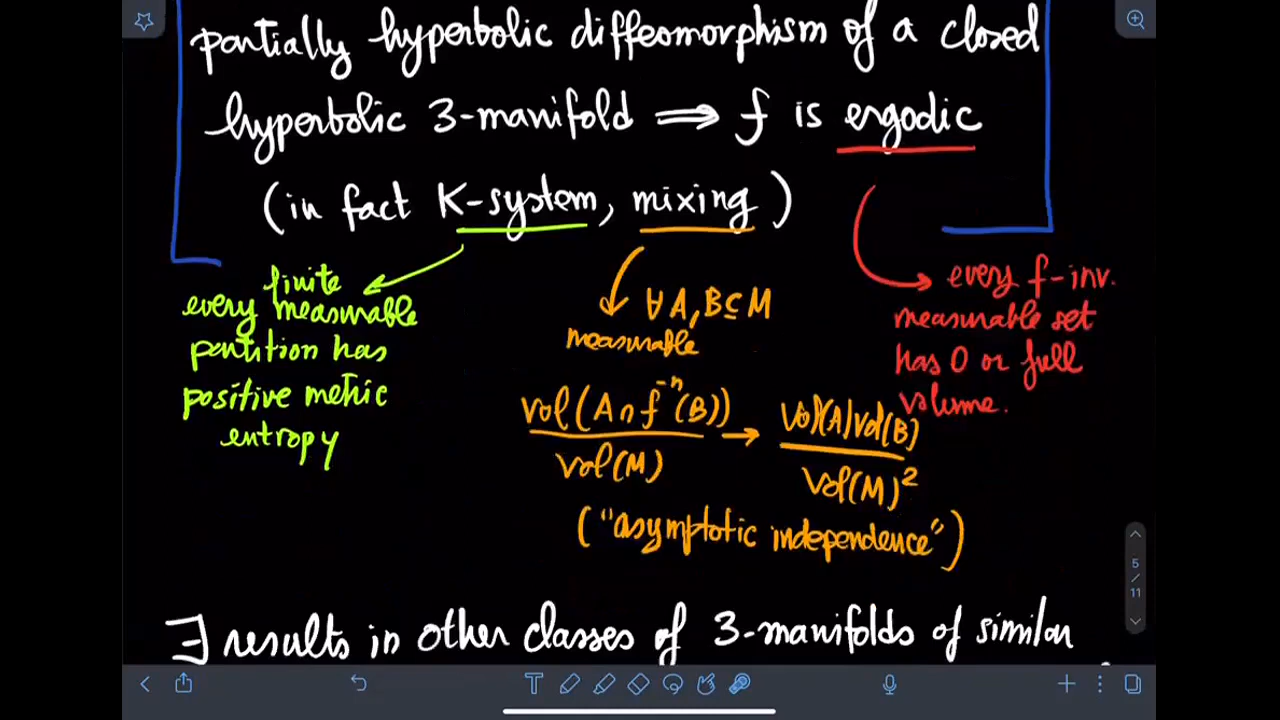 partially hyperbolic diffeomorphism of a closed
hyperbolic 3-manifold ⟹ f is ergodic
(in fact K-system, mixing)
finite
every measurable
partition has
positive metric
entropy
∀ A, B ⊆ M
measurable
vol(A ∩ f⁻ⁿ(B))
vol(M)
→
vol(A)vol(B)
vol(M)²
("asymptotic independence")
every f-inv.
measurable set
has 0 or full
volume.
∃ results in other classes of 3-manifolds of similar
5
/
11
T